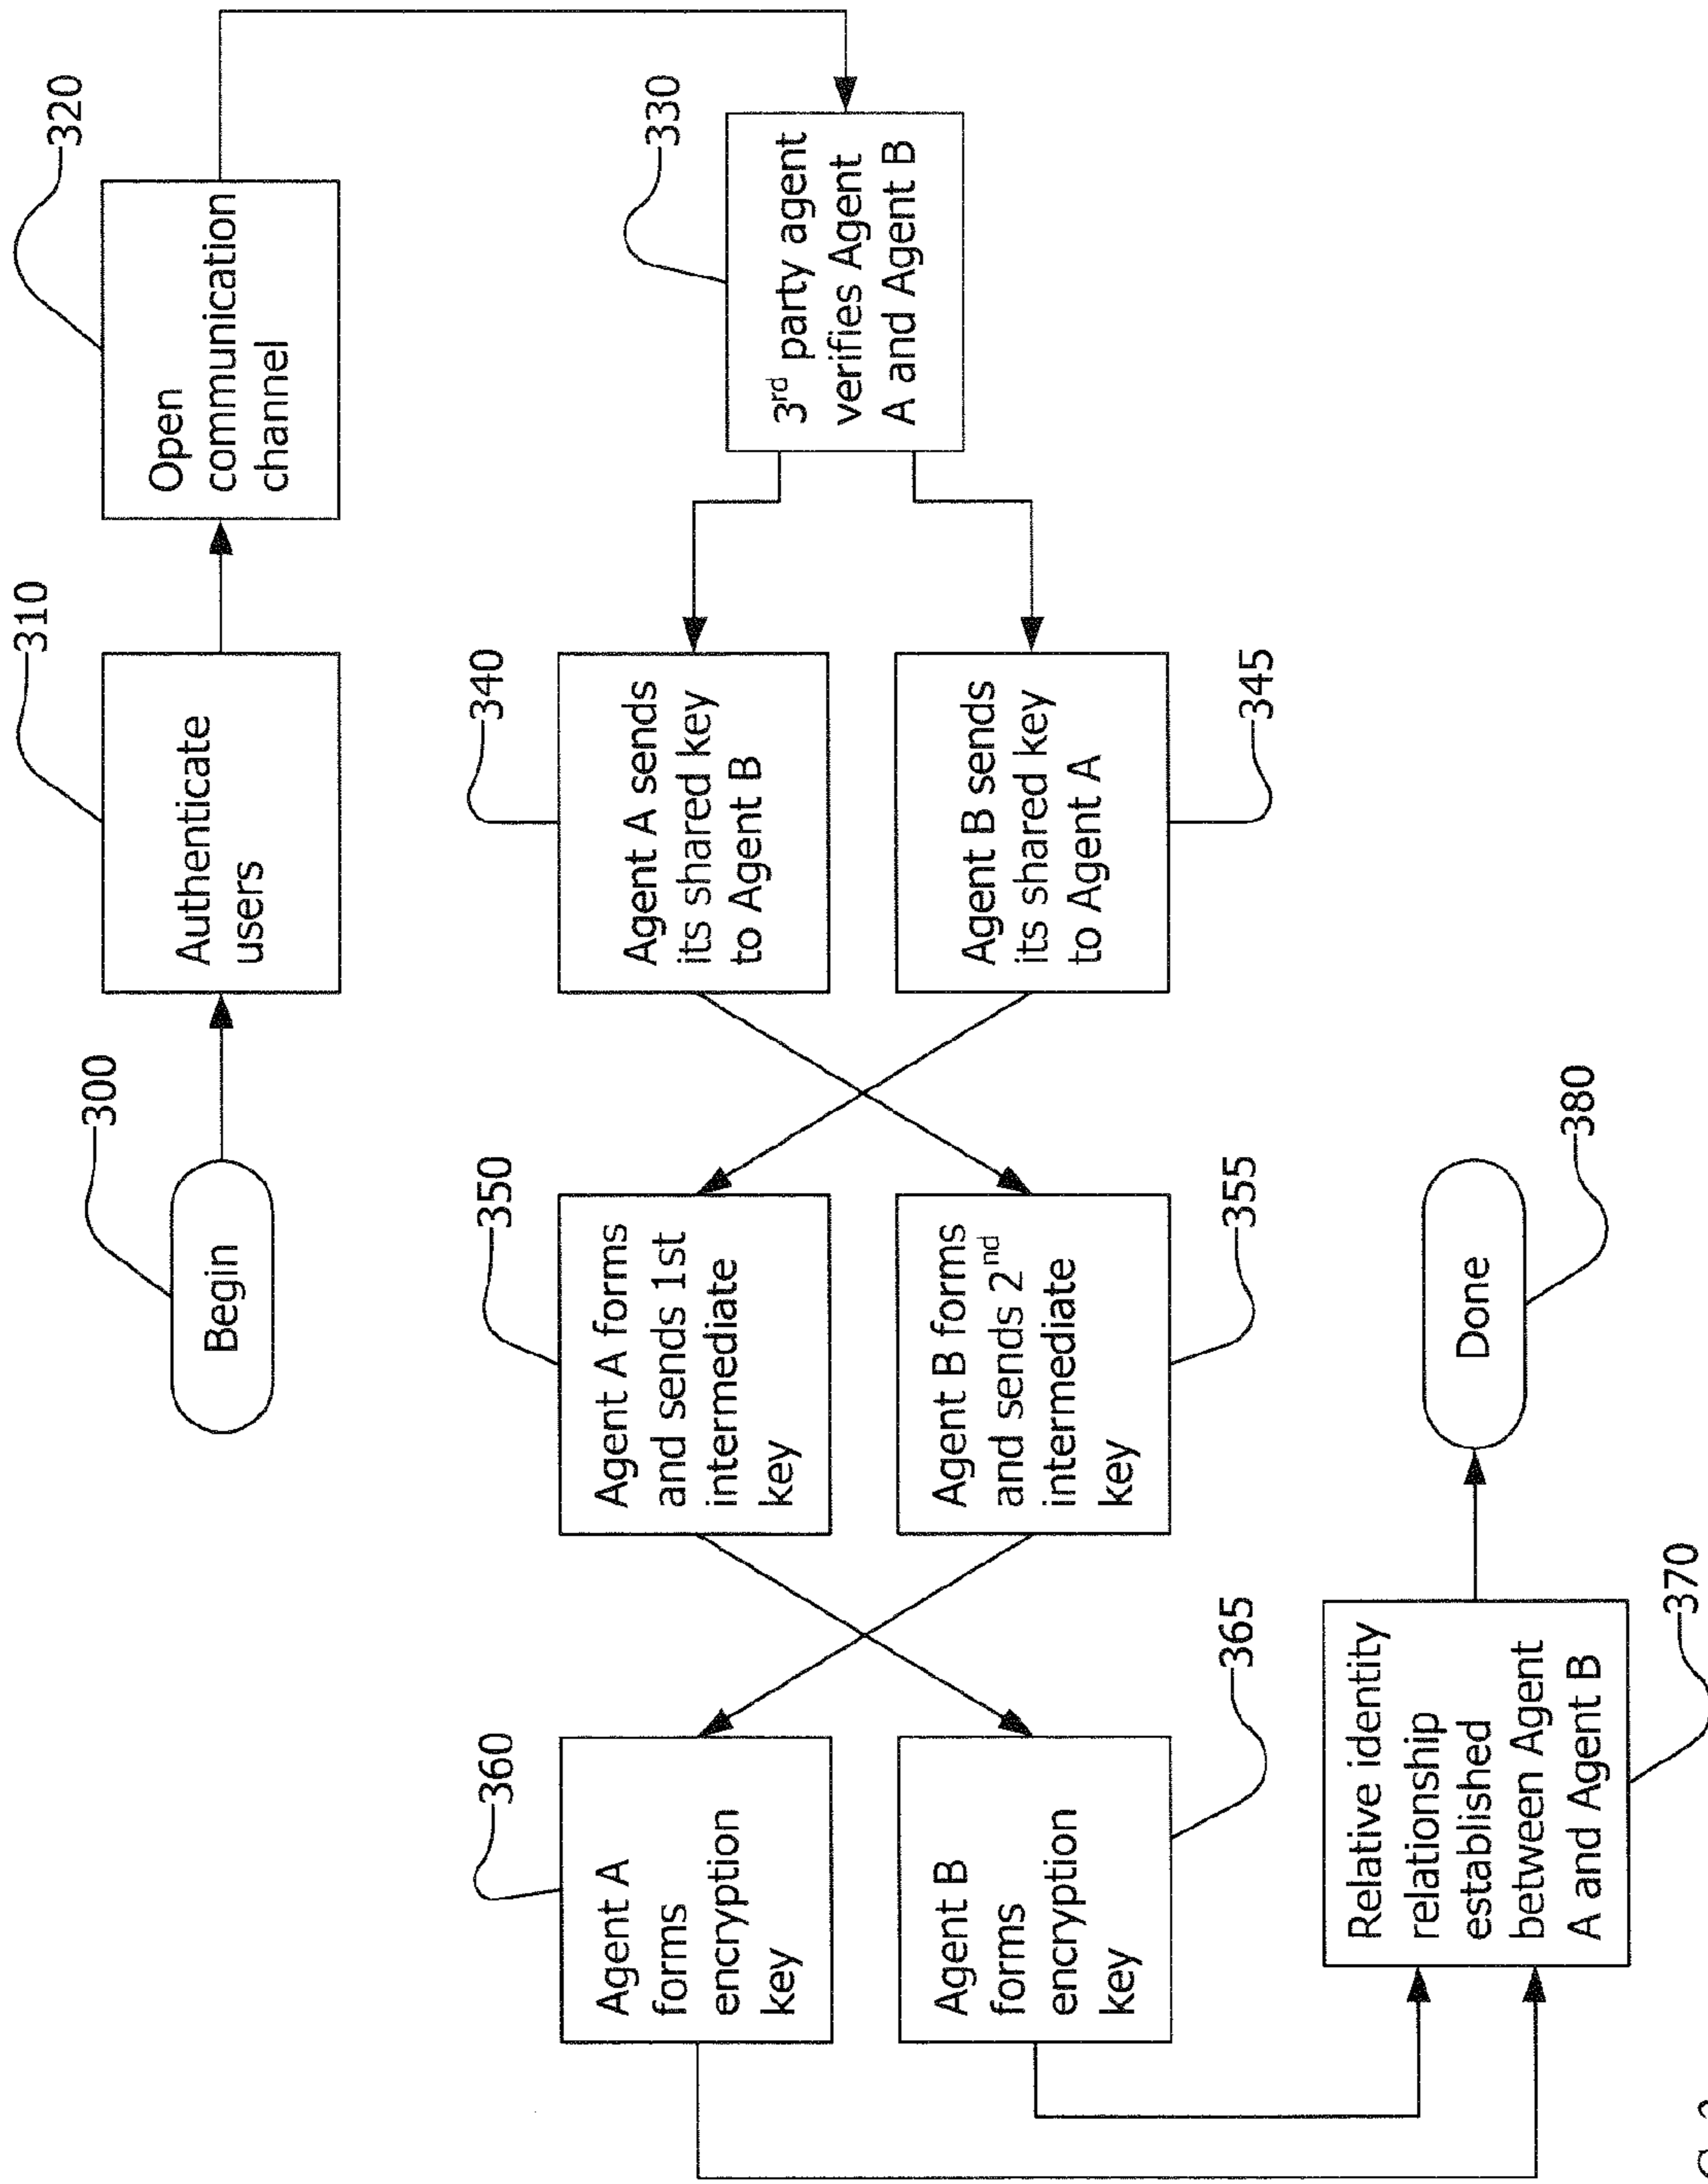 300
Begin
310
Authenticate
users
320
Open
communication
channel
330
3rd party agent
verifies Agent
A and Agent B
340
Agent A sends
its shared key
to Agent B
345
Agent B sends
its shared key
to Agent A
350
Agent A forms
and sends 1st
intermediate
key
355
Agent B forms
and sends 2nd
intermediate
key
360
Agent A
forms
encryption
key
365
Agent B
forms
encryption
key
370
Relative identity
relationship
established
between Agent
A and Agent B
380
Done